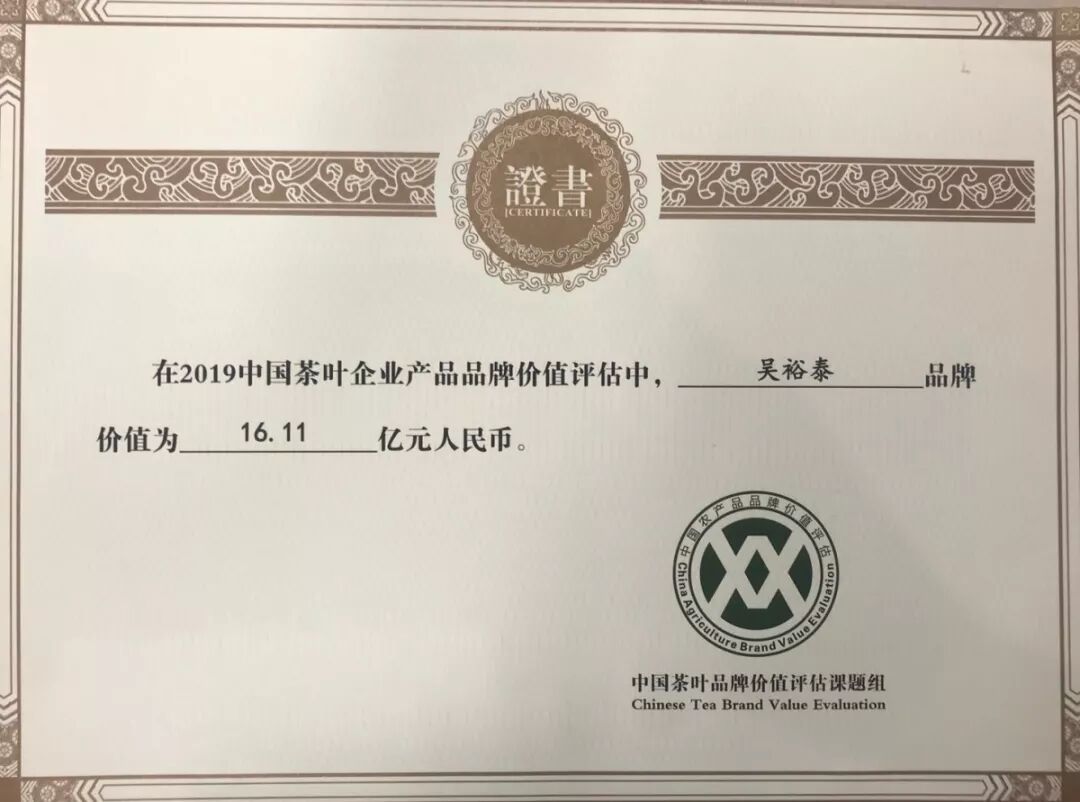 證書
[CERTIFICATE]
在2019中国茶叶企业产品品牌价值评估中，吴裕泰品牌
价值为16.11亿元人民币。
中国农产品品牌价值评估
China Agriculture Brand Value Evaluation
中国茶叶品牌价值评估课题组
Chinese Tea Brand Value Evaluation